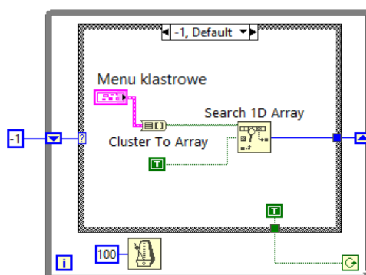 -1, Default
Menu klastrowe
Search 1D Array
Cluster To Array
-1
?
T
T
100
i